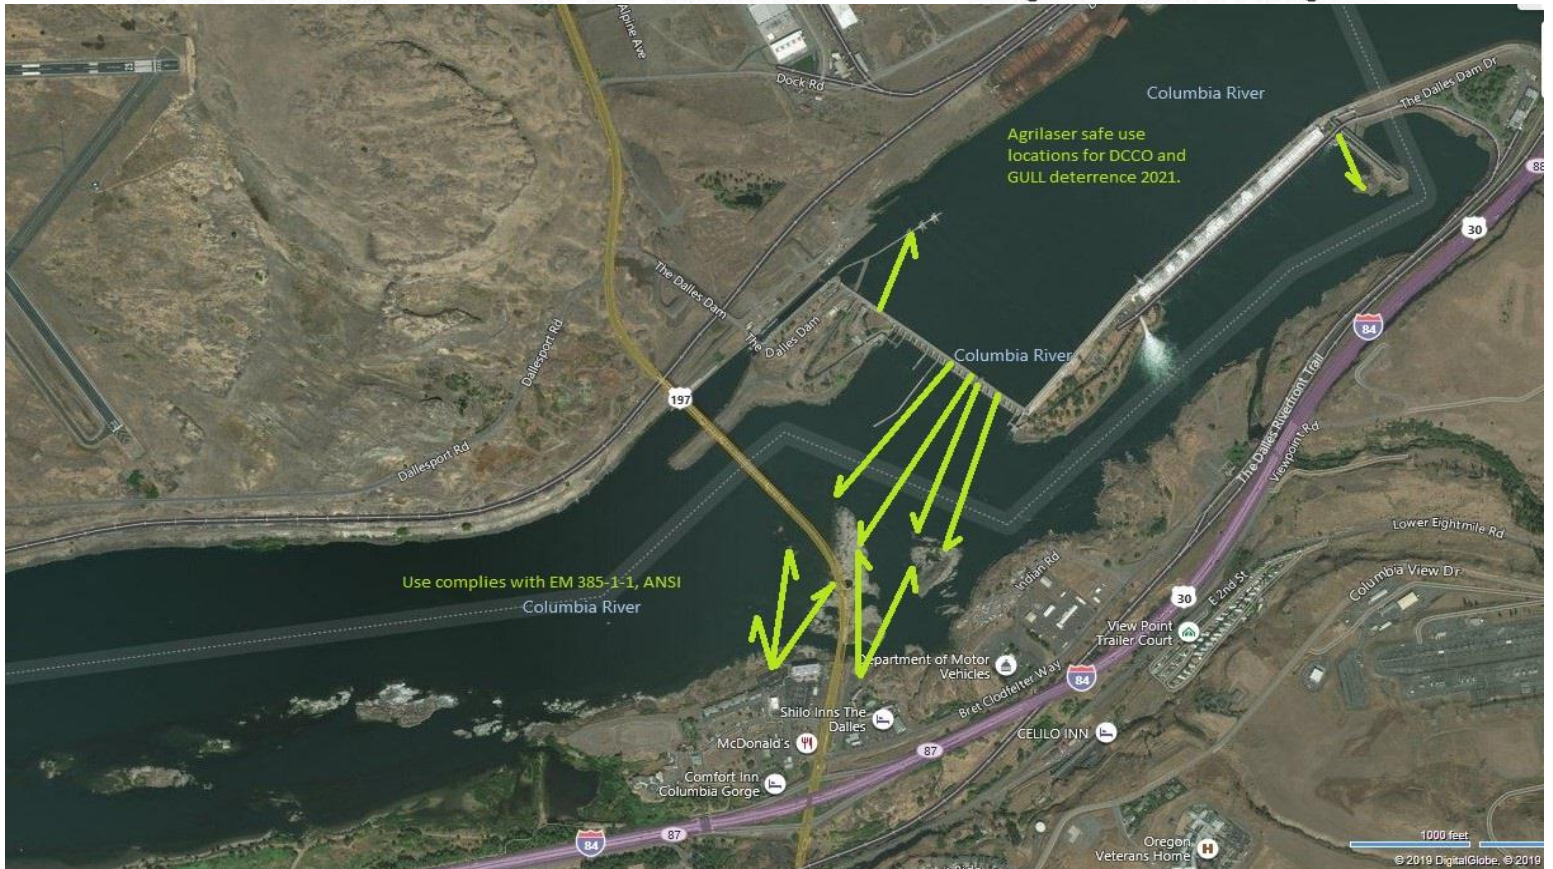 Alpine Ave
Dock Rd
Columbia River
The Dalles Dam Dr
Agrilaser safe use
locations for DCCO and
GULL deterrence 2021.
88
30
The Dalles Dam
The Dalles Dam
Dallesport Rd
Columbia River
84
197
The Dalles Riverfront Trail
Viewpoint Rd
Dallesport Rd
Lower Eightmile Rd
Use complies with EM 385-1-1, ANSI
Columbia River
Indian Rd
E 2nd St
Columbia View Dr
30
View Point
Trailer Court
Department of Motor
Vehicles
84
Bret Clodfelter Way
Shilo Inns The
Dalles
CELILO INN
McDonald's
87
Comfort Inn
Columbia Gorge
87
84
Oregon
Veterans Home
H
1000 feet
© 2019 DigitalGlobe, © 2019